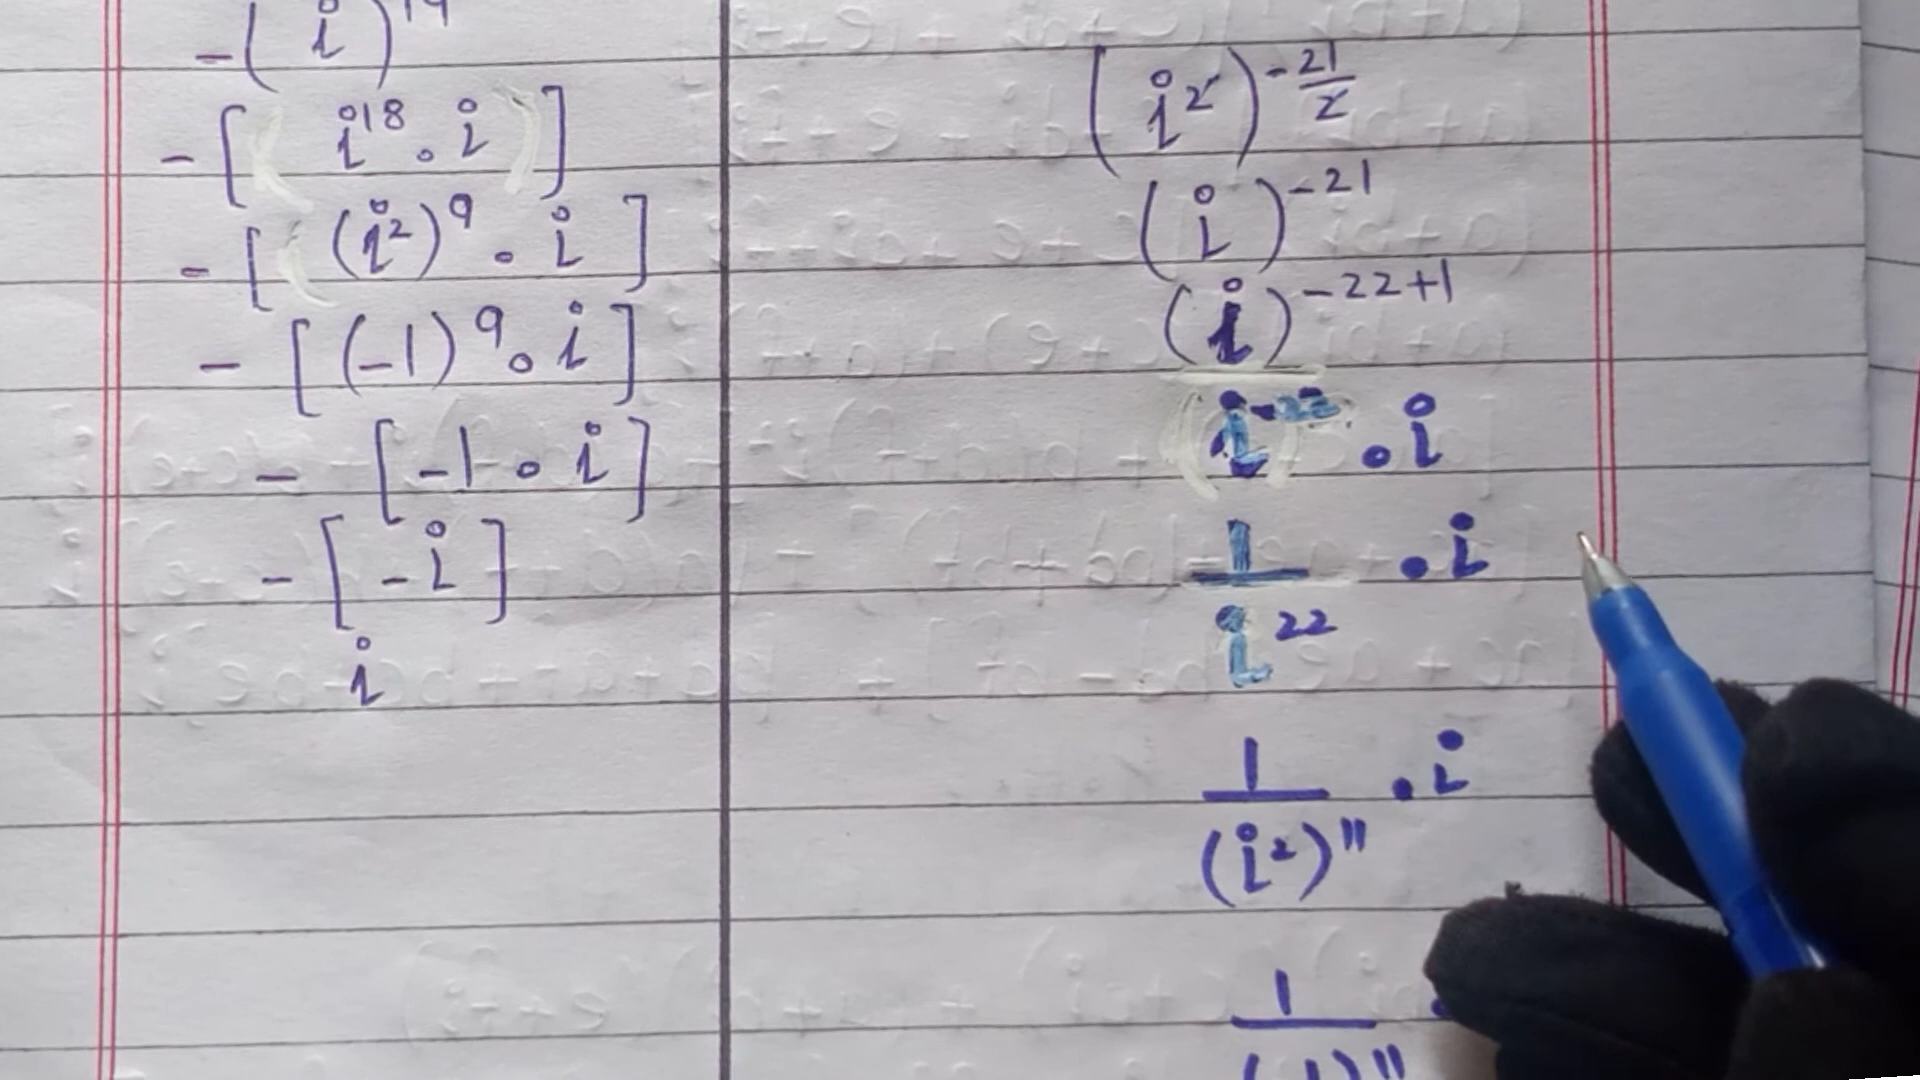 -(i)^19
-[i^18 . i]
-[(i^2)^9 . i]
-[(-1)^9 . i]
-[-1 . i]
-[-i]
i
(i^2)^-21/2
(i)^-21
(i)^-22+1
i^-22 . i
1/i^22 . i
1/(i^2)^11 . i